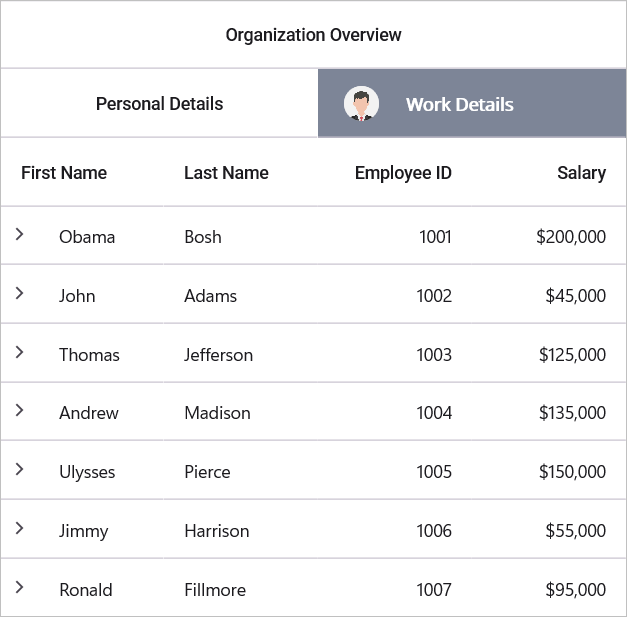 Organization Overview
Personal Details Work Details
First Name Last Name Employee ID Salary
Obama Bosh 1001 $200,000
John Adams 1002 $45,000
Thomas Jefferson 1003 $125,000
Andrew Madison 1004 $135,000
Ulysses Pierce 1005 $150,000
Jimmy Harrison 1006 $55,000
Ronald Fillmore 1007 $95,000